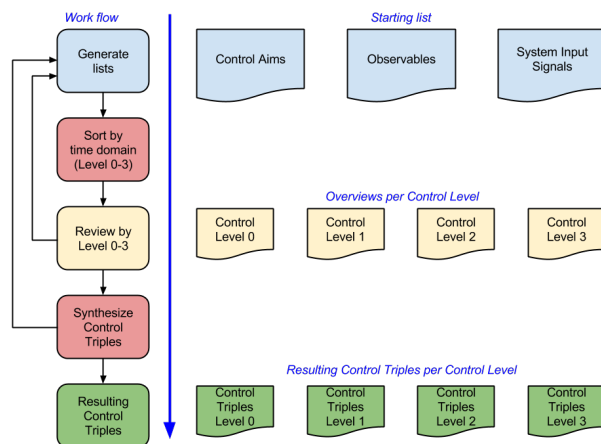 Work flow
Starting list
Generate
lists
Control Aims
Observables
System Input
Signals
Sort by
time domain
(Level 0-3)
Overviews per Control Level
Review by
Level 0-3
Control
Level 0
Control
Level 1
Control
Level 2
Control
Level 3
Synthesize
Control
Triples
Resulting Control Triples per Control Level
Resulting
Control
Triples
Control
Triples
Level 0
Control
Triples
Level 1
Control
Triples
Level 2
Control
Triples
Level 3